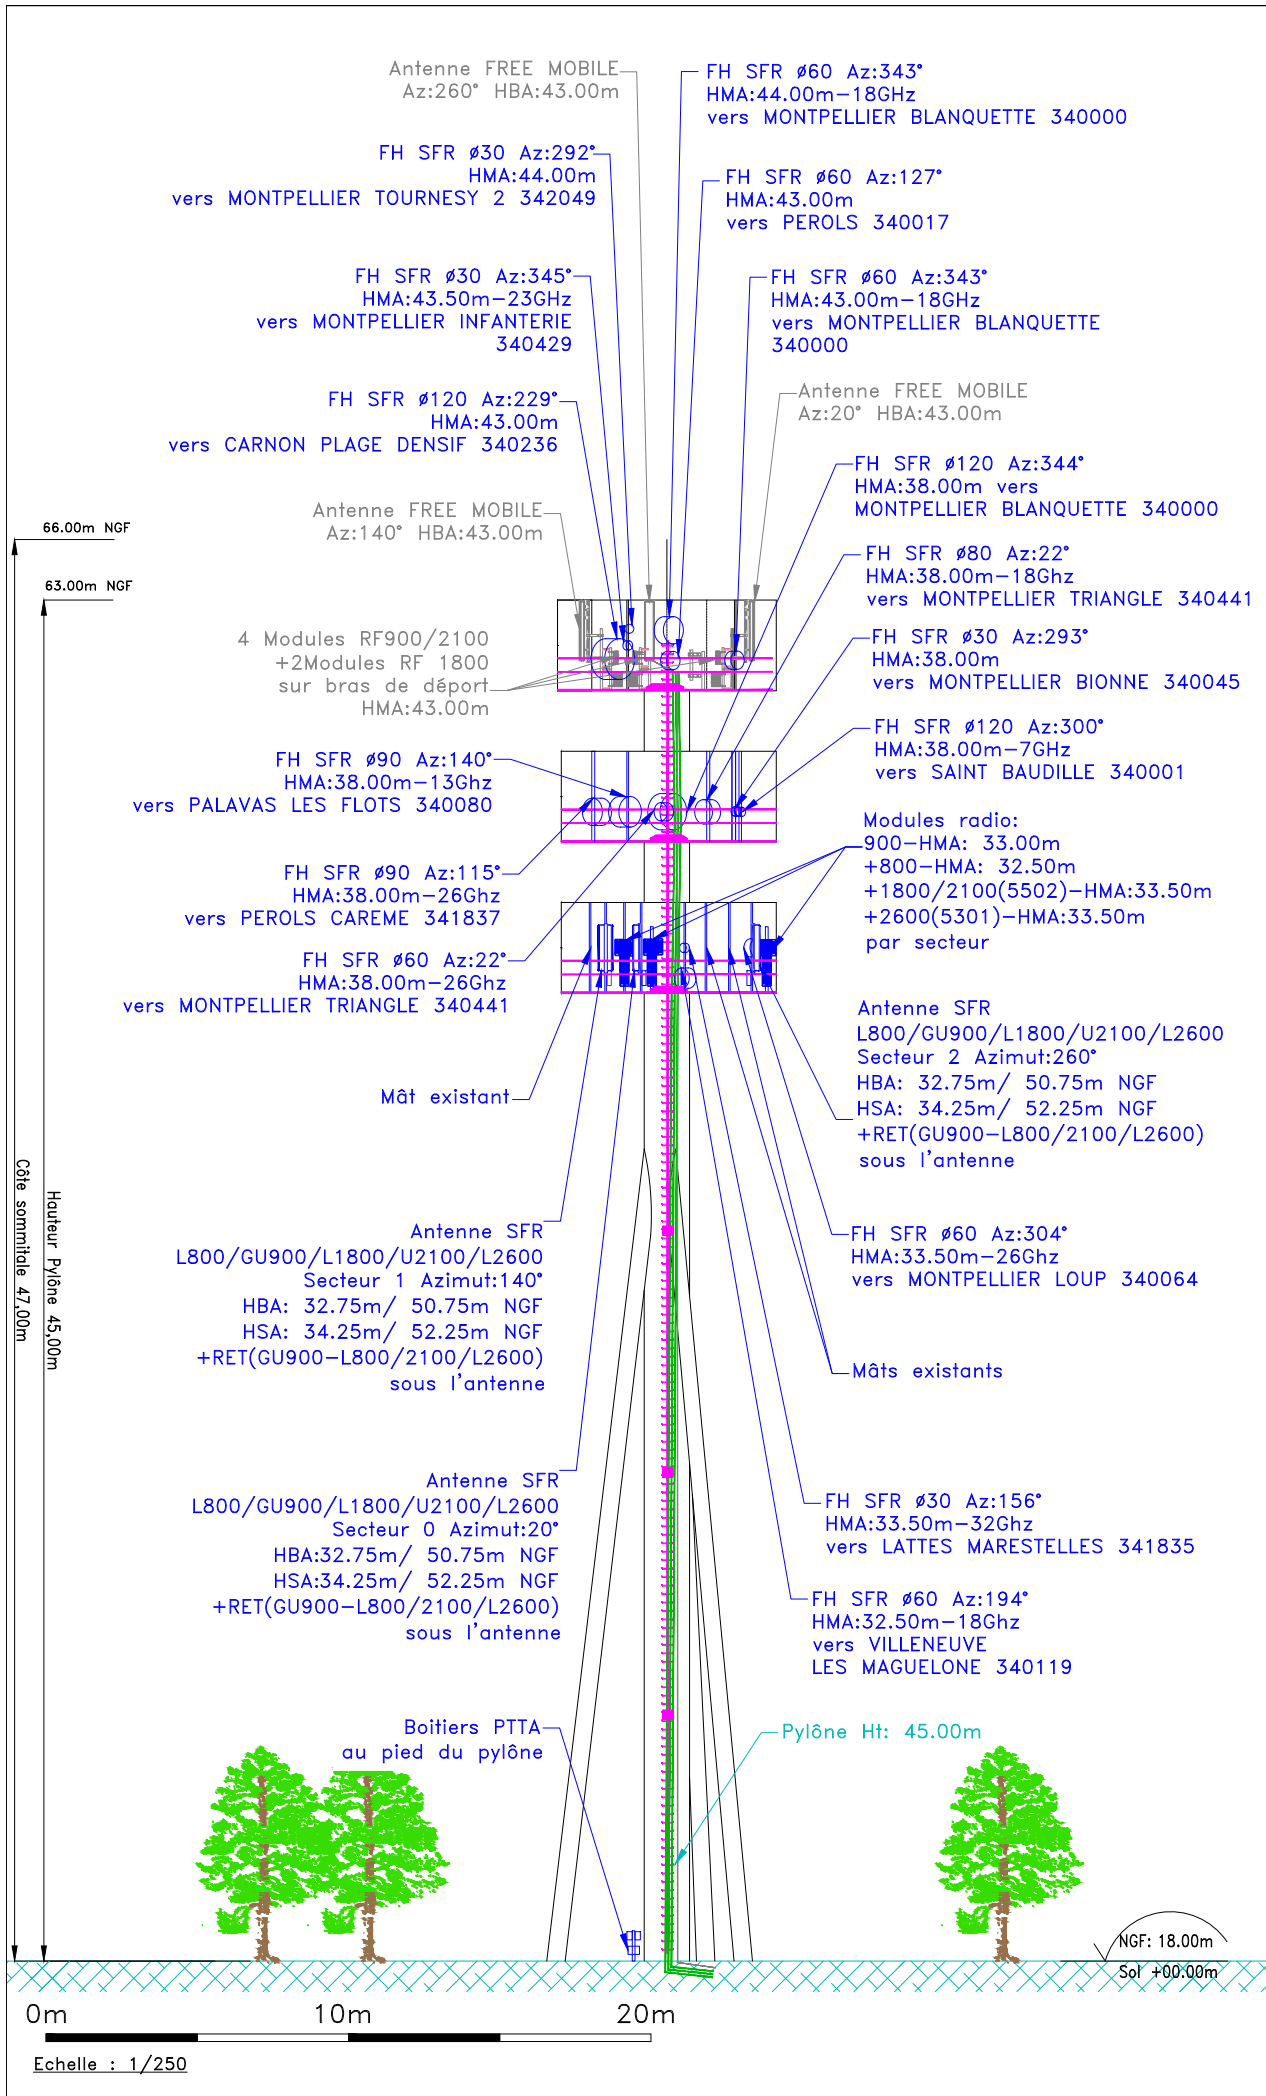 Antenne FREE MOBILE
Az:260° HBA:43.00m
FH SFR ø60 Az:343°
HMA:44.00m-18GHz
vers MONTPELLIER BLANQUETTE 340000
FH SFR ø30 Az:292°
HMA:44.00m
vers MONTPELLIER TOURNESY 2 342049
FH SFR ø60 Az:127°
HMA:43.00m
vers PEROLS 340017
FH SFR ø30 Az:345°
HMA:43.50m-23GHz
vers MONTPELLIER INFANTERIE
340429
FH SFR ø60 Az:343°
HMA:43.00m-18GHz
vers MONTPELLIER BLANQUETTE
340000
FH SFR ø120 Az:229°
HMA:43.00m
vers CARNON PLAGE DENSIF 340236
Antenne FREE MOBILE
Az:20° HBA:43.00m
FH SFR ø120 Az:344°
HMA:38.00m vers
MONTPELLIER BLANQUETTE 340000
Antenne FREE MOBILE
Az:140° HBA:43.00m
66.00m NGF
63.00m NGF
FH SFR ø80 Az:22°
HMA:38.00m-18Ghz
vers MONTPELLIER TRIANGLE 340441
4 Modules RF900/2100
+2Modules RF 1800
sur bras de déport
HMA:43.00m
FH SFR ø30 Az:293°
HMA:38.00m
vers MONTPELLIER BIONNE 340045
FH SFR ø120 Az:300°
HMA:38.00m-7GHz
vers SAINT BAUDILLE 340001
FH SFR ø90 Az:140°
HMA:38.00m-13Ghz
vers PALAVAS LES FLOTS 340080
Modules radio:
900-HMA: 33.00m
+800-HMA: 32.50m
+1800/2100(5502)-HMA:33.50m
+2600(5301)-HMA:33.50m
par secteur
FH SFR ø90 Az:115°
HMA:38.00m-26Ghz
vers PEROLS CAREME 341837
FH SFR ø60 Az:22°
HMA:38.00m-26Ghz
vers MONTPELLIER TRIANGLE 340441
Antenne SFR
L800/GU900/L1800/U2100/L2600
Secteur 2 Azimut:260°
HBA: 32.75m/ 50.75m NGF
HSA: 34.25m/ 52.25m NGF
+RET(GU900-L800/2100/L2600)
sous l'antenne
Mât existant
Côte sommitale 47,00m
Hauteur Pylône 45,00m
Antenne SFR
L800/GU900/L1800/U2100/L2600
Secteur 1 Azimut:140°
HBA: 32.75m/ 50.75m NGF
HSA: 34.25m/ 52.25m NGF
+RET(GU900-L800/2100/L2600)
sous l'antenne
FH SFR ø60 Az:304°
HMA:33.50m-26Ghz
vers MONTPELLIER LOUP 340064
Mâts existants
Antenne SFR
L800/GU900/L1800/U2100/L2600
Secteur 0 Azimut:20°
HBA:32.75m/ 50.75m NGF
HSA:34.25m/ 52.25m NGF
+RET(GU900-L800/2100/L2600)
sous l'antenne
FH SFR ø30 Az:156°
HMA:33.50m-32Ghz
vers LATTES MARESTELLES 341835
FH SFR ø60 Az:194°
HMA:32.50m-18Ghz
vers VILLENEUVE
LES MAGUELONE 340119
Boitiers PTTA
au pied du pylône
Pylône Ht: 45.00m
NGF: 18.00m
Sol +00.00m
0m 10m 20m
Echelle : 1/250